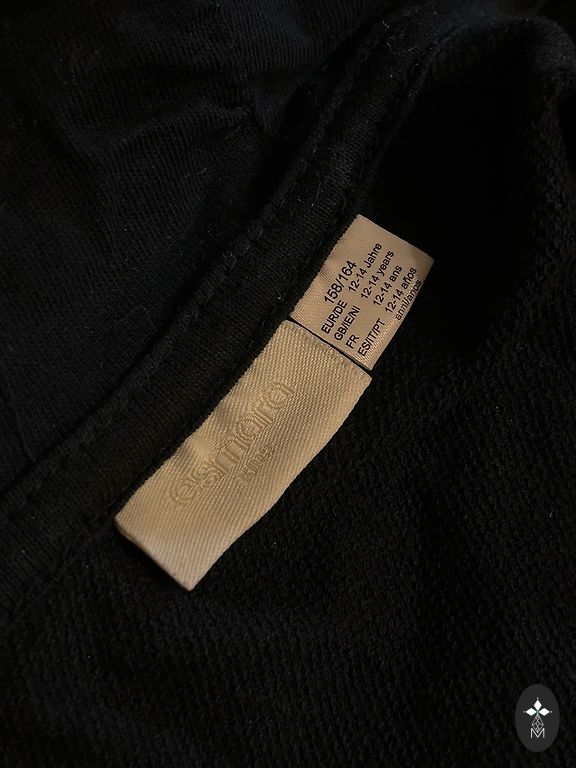 158/164
EUR/DE 12-14 Jahre
GB/IE/NI 12-14 years
FR 12-14 ans
ES/IT/PT 12-14 años
anni/anos
esmara
M